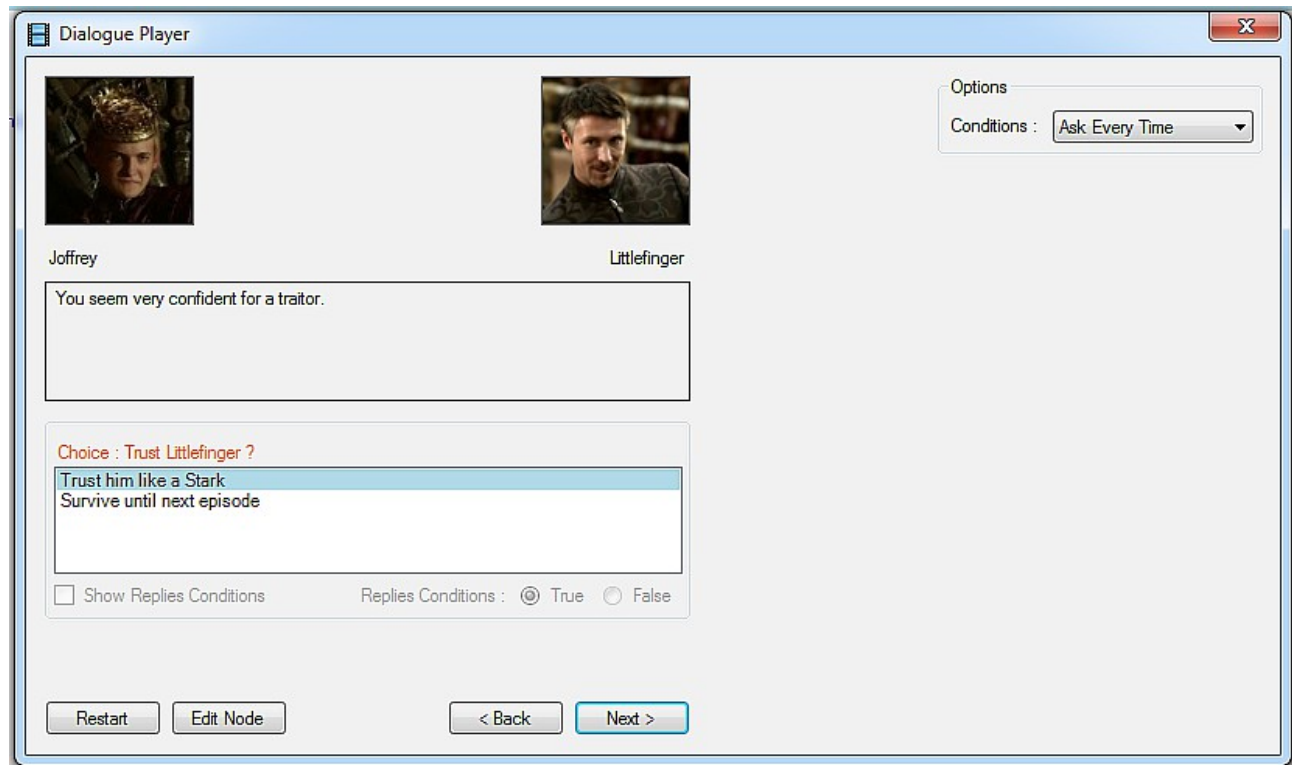 Dialogue Player
Options
Conditions : Ask Every Time
Joffrey Littlefinger
You seem very confident for a traitor.
Choice : Trust Littlefinger ?
Trust him like a Stark
Survive until next episode
Show Replies Conditions Replies Conditions : True False
Restart Edit Node < Back Next >